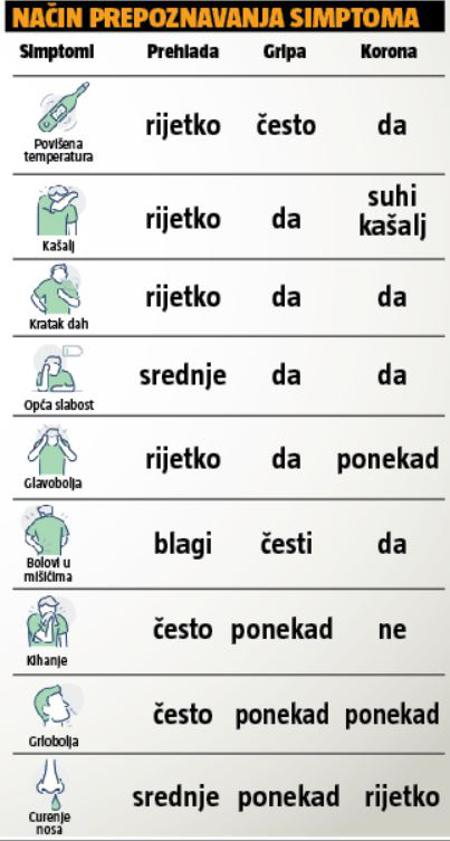 NAČIN PREPOZNAVANJA SIMPTOMA
Simptomi Prehlada Gripa Korona
Povišena
temperatura
rijetko često da
Kašalj
rijetko da suhi
kašalj
Kratak dah
rijetko da da
Opća slabost
srednje da da
Glavobolja
rijetko da ponekad
Bolovi u
mišićima
blagi česti da
Kihanje
često ponekad ne
Grlobolja
često ponekad ponekad
Curenje
nosa
srednje ponekad rijetko